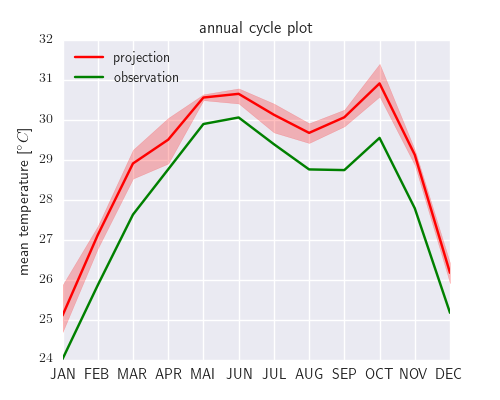 annual cycle plot
projection
observation
mean temperature [°C]
32
31
30
29
28
27
26
25
24
JAN FEB MAR APR MAI JUN JUL AUG SEP OCT NOV DEC